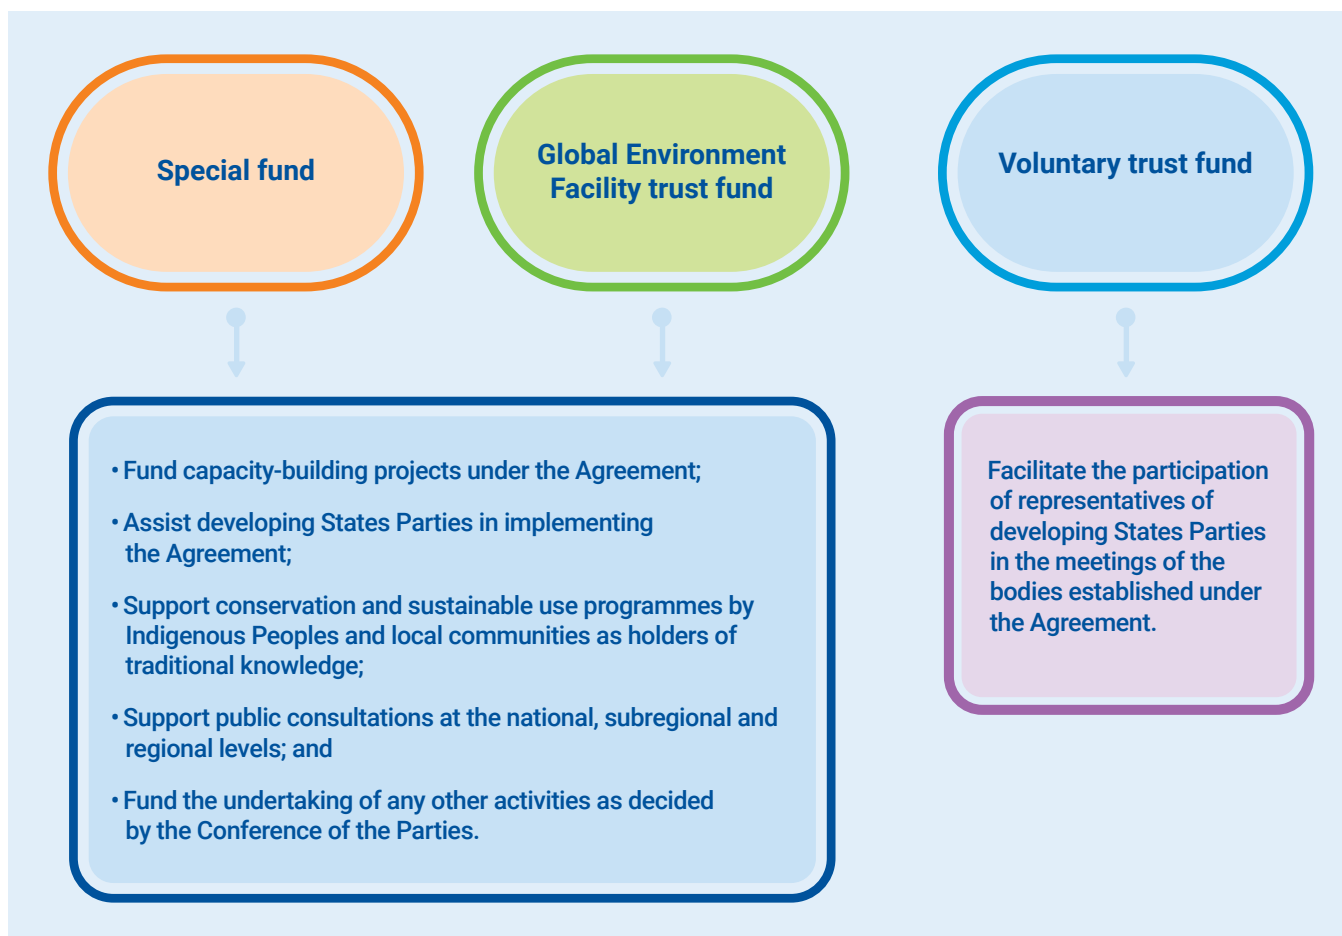 Special fund
Global Environment
Facility trust fund
Voluntary trust fund
• Fund capacity-building projects under the Agreement;
• Assist developing States Parties in implementing
the Agreement;
• Support conservation and sustainable use programmes by
Indigenous Peoples and local communities as holders of
traditional knowledge;
• Support public consultations at the national, subregional and
regional levels; and
• Fund the undertaking of any other activities as decided
by the Conference of the Parties.
Facilitate the participation
of representatives of
developing States Parties
in the meetings of the
bodies established under
the Agreement.